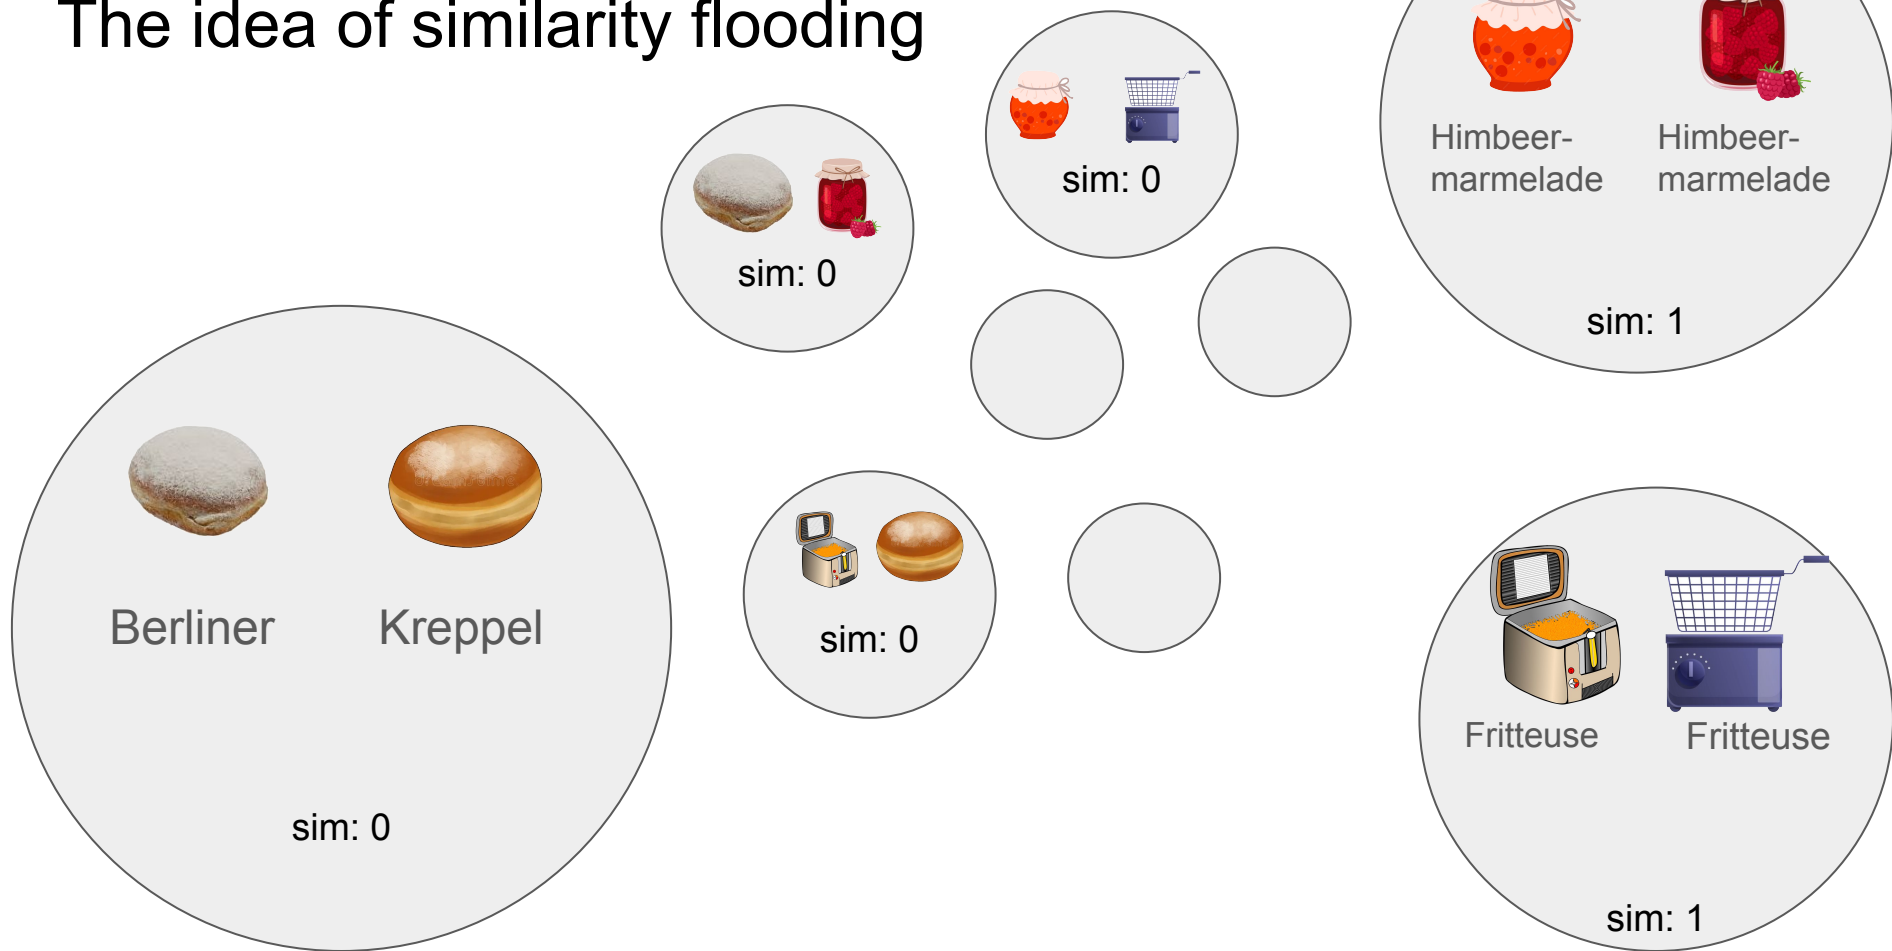 The idea of similarity flooding
sim: 0
sim: 0
Himbeer-
marmelade
Himbeer-
marmelade
sim: 1
Berliner
Kreppel
sim: 0
sim: 0
Fritteuse
Fritteuse
sim: 1